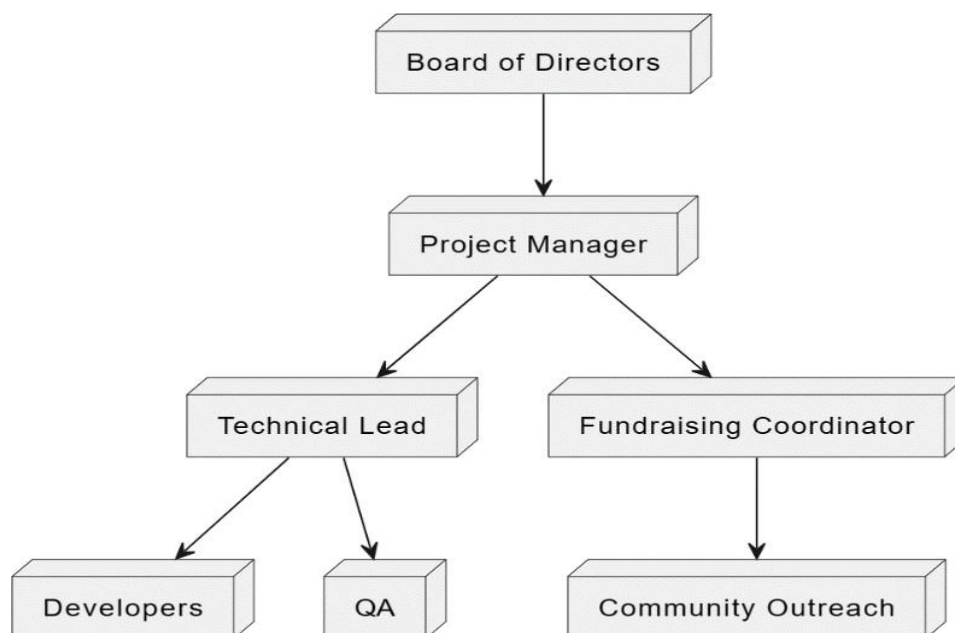 Board of Directors
Project Manager
Technical Lead
Fundraising Coordinator
Developers
QA
Community Outreach